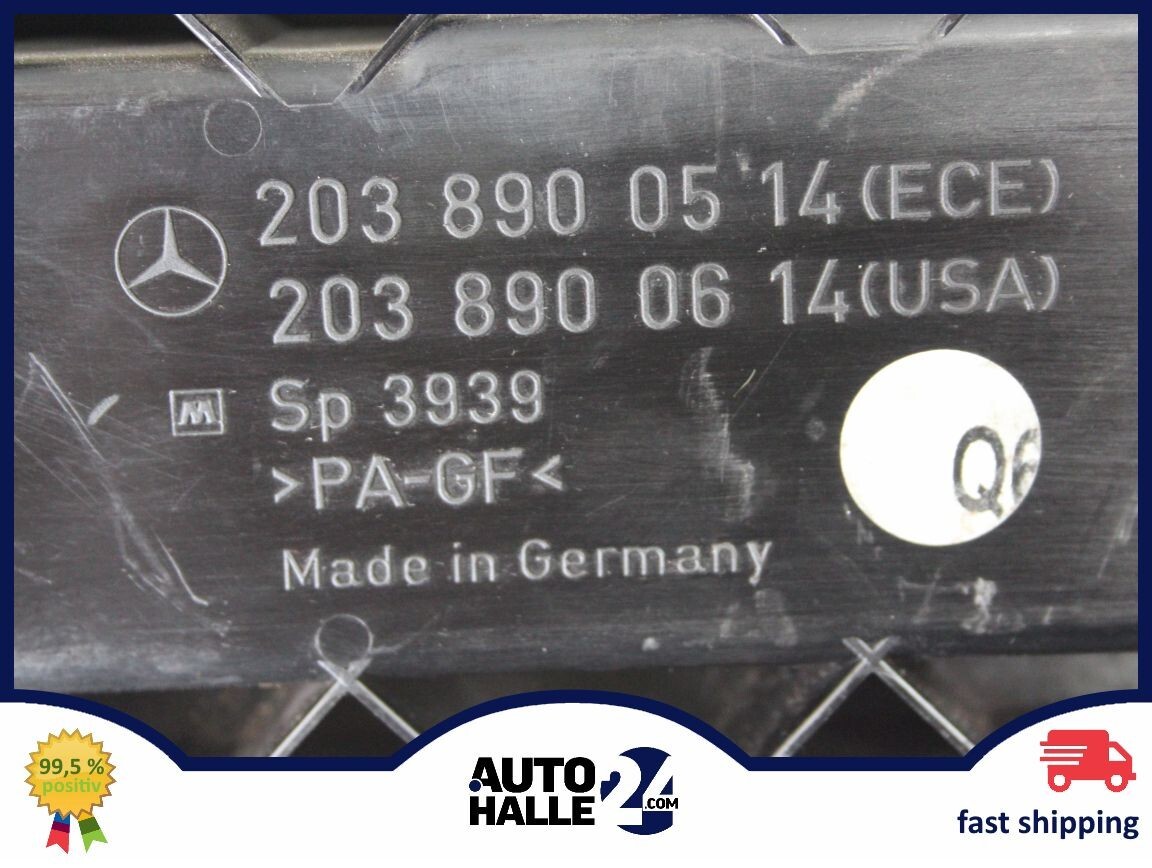 203 890 05 14 (ECE)
203 890 06 14 (USA)
Sp 3939
>PA-GF<
Made in Germany
99,5 %
positiv
AUTO
HALLE
24
.COM
fast shipping